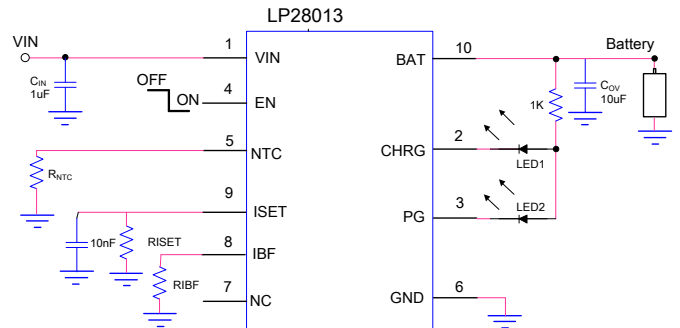 LP28013
VIN
1
VIN
BAT
10
Battery
CIN
1uF
OFF
ON
4
EN
1K
COV
10uF
5
NTC
CHRG
2
LED1
RNTC
9
ISET
PG
3
LED2
10nF
RISET
8
IBF
RIBF
7
NC
GND
6